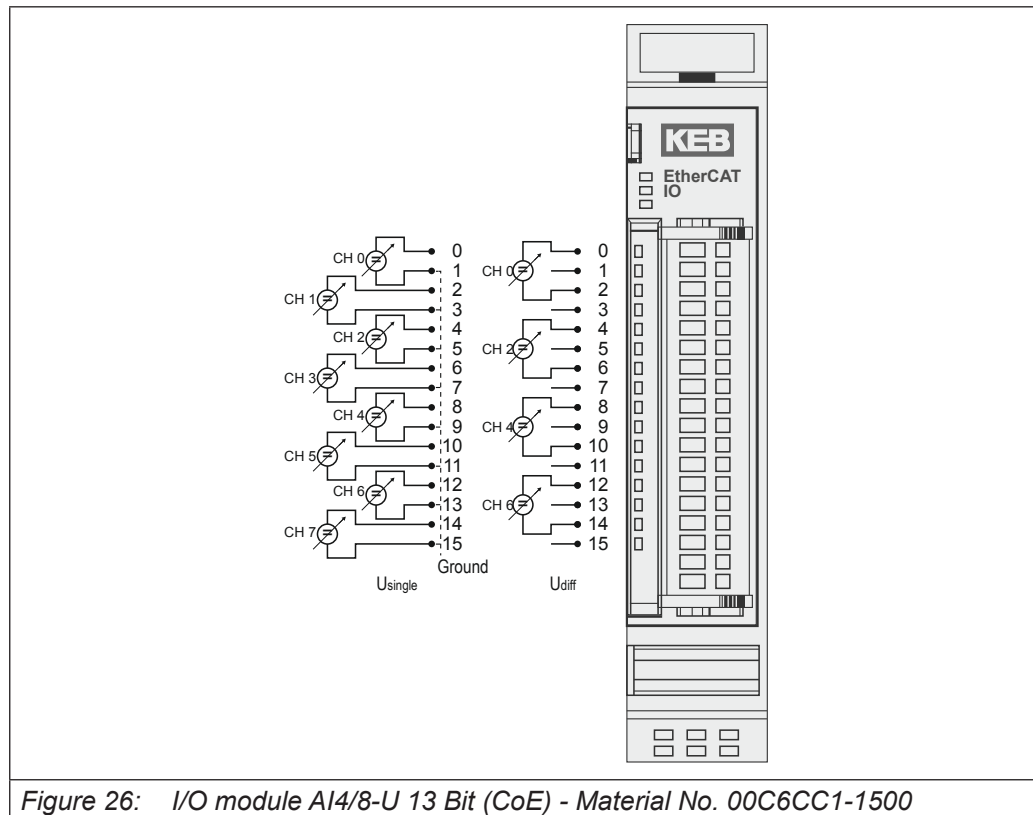 KEB
EtherCAT
IO
CH 0
CH 1
CH 2
CH 3
CH 4
CH 5
CH 6
CH 7
0
1
2
3
4
5
6
7
8
9
10
11
12
13
14
15
Ground
Usingle
CH 0
CH 2
CH 4
CH 6
0
1
2
3
4
5
6
7
8
9
10
11
12
13
14
15
Udiff
Figure 26: I/O module AI4/8-U 13 Bit (CoE) - Material No. 00C6CC1-1500